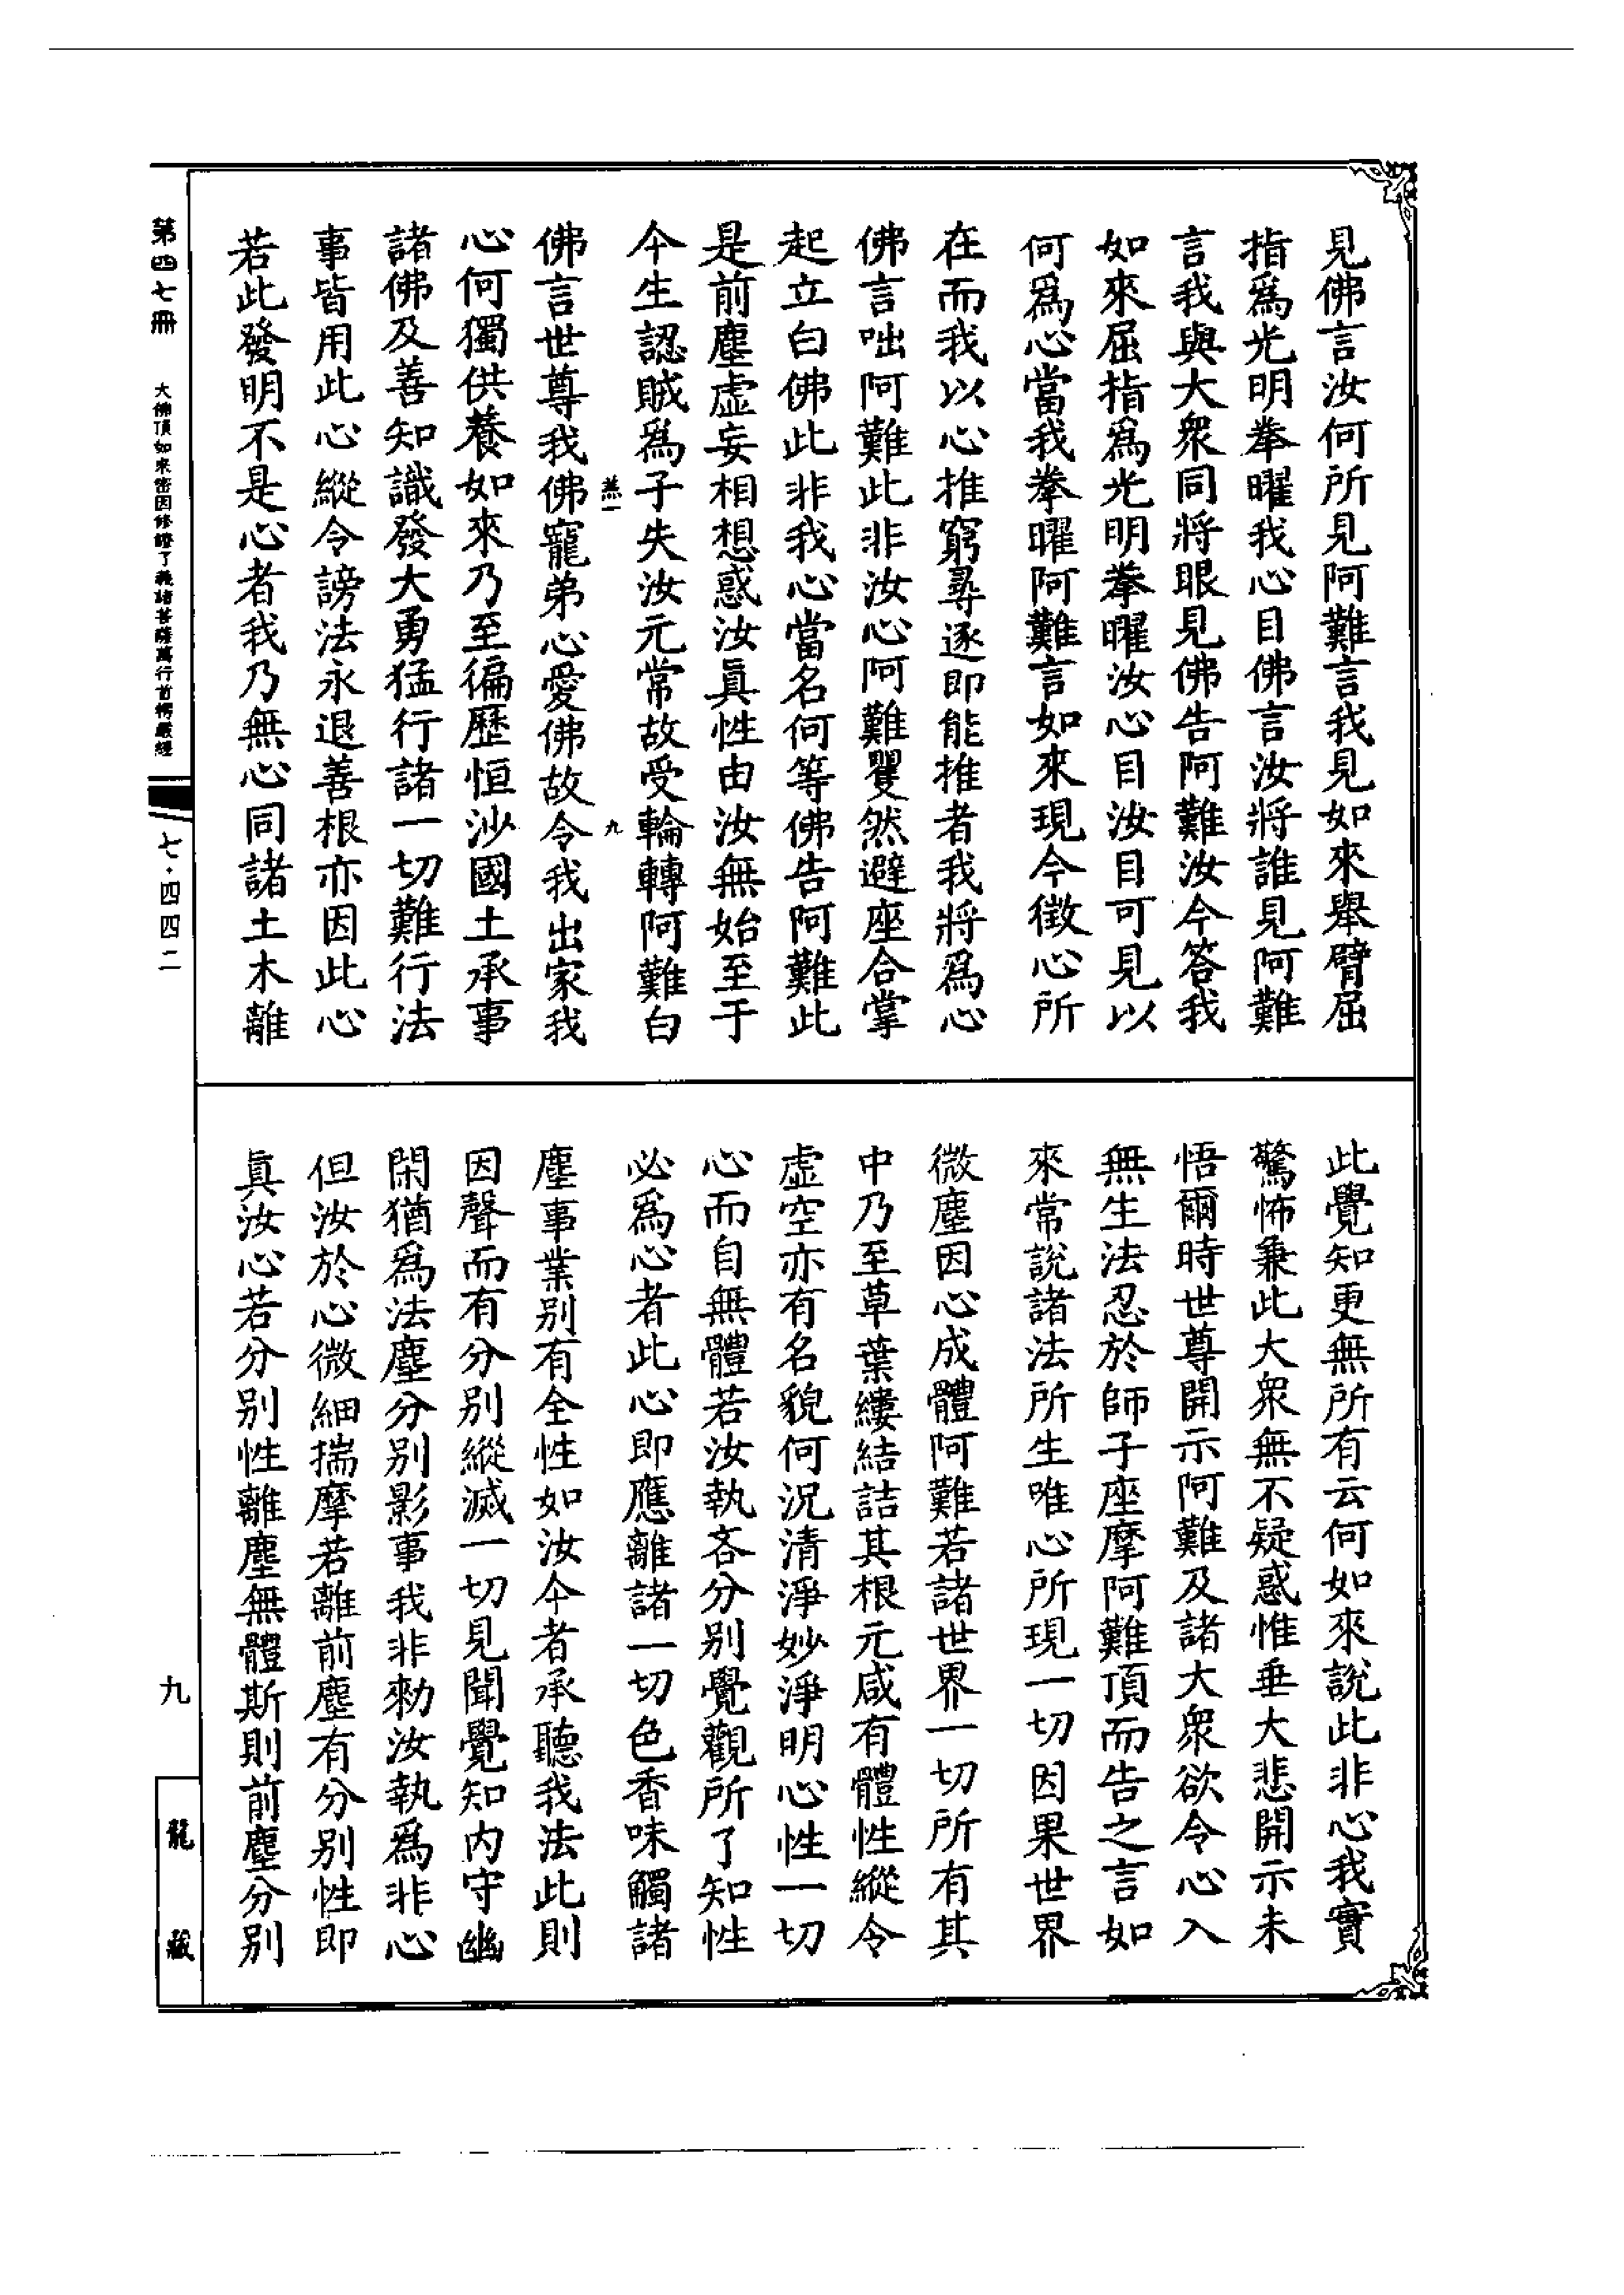 見佛言汝何所見阿難言我見如來舉臂屈
指爲光明拳曜我心目佛言汝將誰見阿難
言我與大衆同將眼見佛告阿難汝今答我
如來屈指爲光明拳曜汝心目汝目可見以
何爲心當我拳曜阿難言如來現今徵心所
在而我以心推窮尋逐即能推者我將爲心
佛言咄阿難此非汝心阿難矍然避座合掌
起立白佛此非我心當名何等佛告阿難此
是前塵虛妄相想惑汝眞性由汝無始至于
今生認賊爲子失汝元常故受輪轉阿難白
佛言世尊我佛寵弟心愛佛故令我出家我
心何獨供養如來乃至徧歷恒沙國土承事
諸佛及善知識發大勇猛行諸一切難行法
事皆用此心縱令謗法永退善根亦因此心
若此發明不是心者我乃無心同諸土木離
此覺知更無所有云何如來說此非心我實
驚怖兼此大衆無不疑惑惟垂大悲開示未
悟爾時世尊開示阿難及諸大衆欲令心入
無生法忍於師子座摩阿難頂而告之言如
來常說諸法所生唯心所現一切因果世界
微塵因心成體阿難若諸世界一切所有其
中乃至草葉縷結詰其根元咸有體性縱令
虛空亦有名貌何況清淨妙淨明心性一切
心而自無體若汝執吝分別覺觀所了知性
必爲心者此心即應離諸一切色香味觸諸
塵事業別有全性如汝今者承聽我法此則
因聲而有分別縱滅一切見聞覺知內守幽
閑猶爲法塵分別影事我非勅汝執爲非心
但汝於心微細揣摩若離前塵有分別性即
眞汝心若分別性離塵無體斯則前塵分別
第四七冊
大佛頂如來密因修證了義諸菩薩萬行首楞嚴經
七·四四二
九
龍藏
九